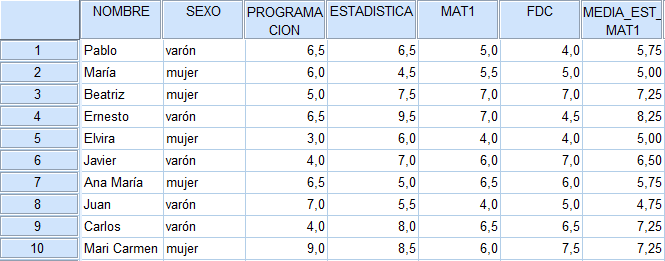 NOMBRE SEXO PROGRAMA CION ESTADISTICA MAT1 FDC MEDIA_EST_ MAT1
1 Pablo varón 6,5 6,5 5,0 4,0 5,75
2 María mujer 6,0 4,5 5,5 5,0 5,00
3 Beatriz mujer 5,0 7,5 7,0 7,0 7,25
4 Ernesto varón 6,5 9,5 7,0 4,5 8,25
5 Elvira mujer 3,0 6,0 4,0 4,0 5,00
6 Javier varón 4,0 7,0 6,0 7,0 6,50
7 Ana María mujer 6,5 5,0 6,5 6,0 5,75
8 Juan varón 7,0 5,5 4,0 5,0 4,75
9 Carlos varón 4,0 8,0 6,5 6,5 7,25
10 Mari Carmen mujer 9,0 8,5 6,0 7,5 7,25